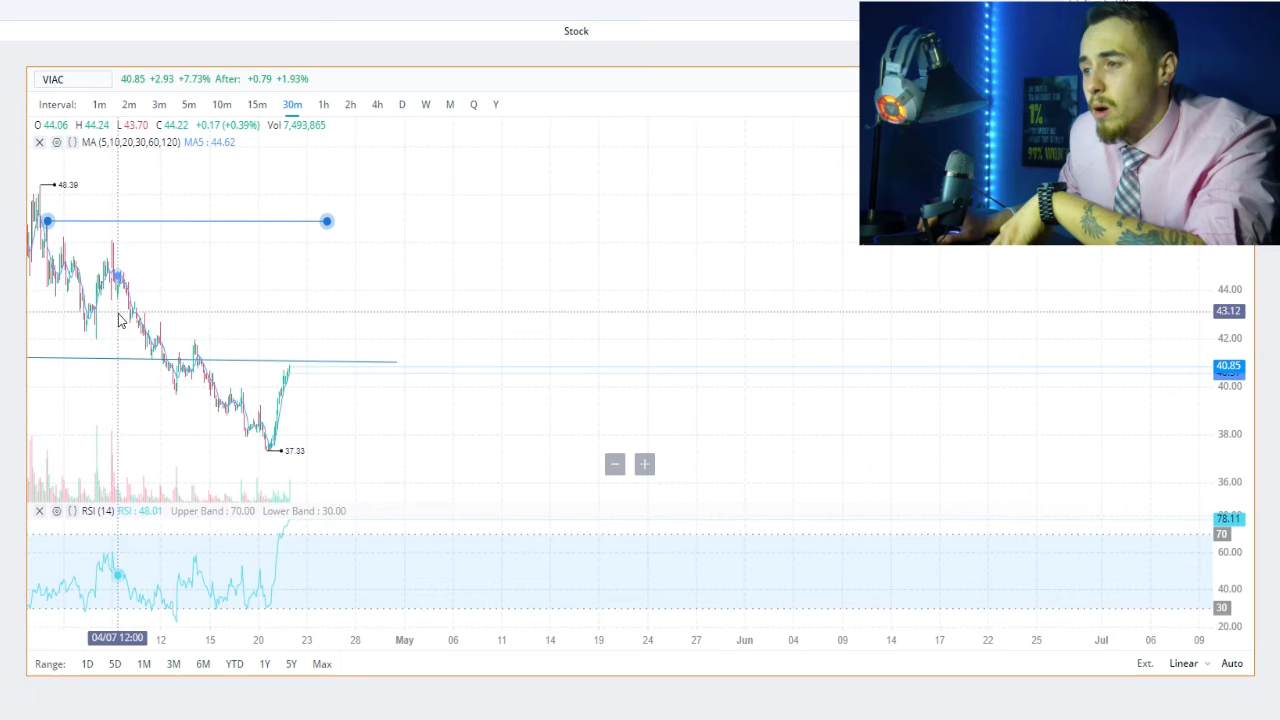 Stock
VIAC 40.85 +2.93 +7.73% After: +0.79 +1.93%
Interval: 1m 2m 3m 5m 10m 15m 30m 1h 2h 4h D W M Q Y
O 44.06 H 44.24 L 43.70 C 44.22 +0.17 (+0.39%) Vol 7,493,865
MA (5,10,20,30,60,120) MA5 : 44.62
48.39
1%
99% WON'T
44.00
43.12
42.00
40.85
40.00
38.00
37.33
36.00
RSI (14) RSI : 48.01 Upper Band : 70.00 Lower Band : 30.00
78.11
70
60.00
40.00
30
20.00
04/07 12:00 12 15 20 23 28 May 06 11 14 19 24 27 Jun 04 09 14 17 22 25 Jul 06 09
Range: 1D 5D 1M 3M 6M YTD 1Y 5Y Max Ext. Linear Auto